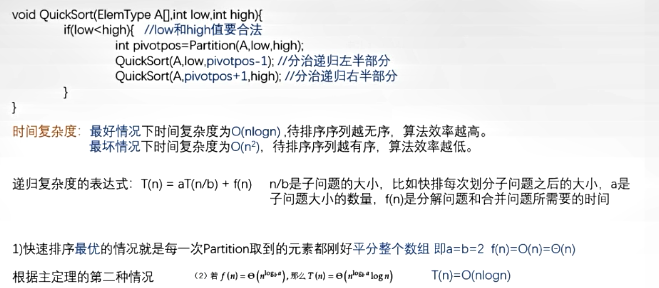 void QuickSort(ElemType A[],int low,int high){
if(low<high){ //low和high值要合法
int pivotpos=Partition(A,low,high);
QuickSort(A,low,pivotpos-1); //分治递归左半部分
QuickSort(A,pivotpos+1,high); //分治递归右半部分
}
}
时间复杂度：最好情况下时间复杂度为O(nlogn) ,待排序序列越无序，算法效率越高。
最坏情况下时间复杂度为O(n²)，待排序序列越有序，算法效率越低。
递归复杂度的表达式：T(n) = aT(n/b) + f(n) n/b是子问题的大小，比如快排每次划分子问题之后的大小，a是
子问题大小的数量，f(n)是分解问题和合并问题所需要的时间
1)快速排序最优的情况就是每一次Partition取到的元素都刚好平分整个数组 即a=b=2 f(n)=O(n)=Θ(n)
根据主定理的第二种情况 （2）若 f(n) = Θ(n^{log_b a}), 那么 T(n) = Θ(n^{log_b a} log n) T(n)=O(nlogn)